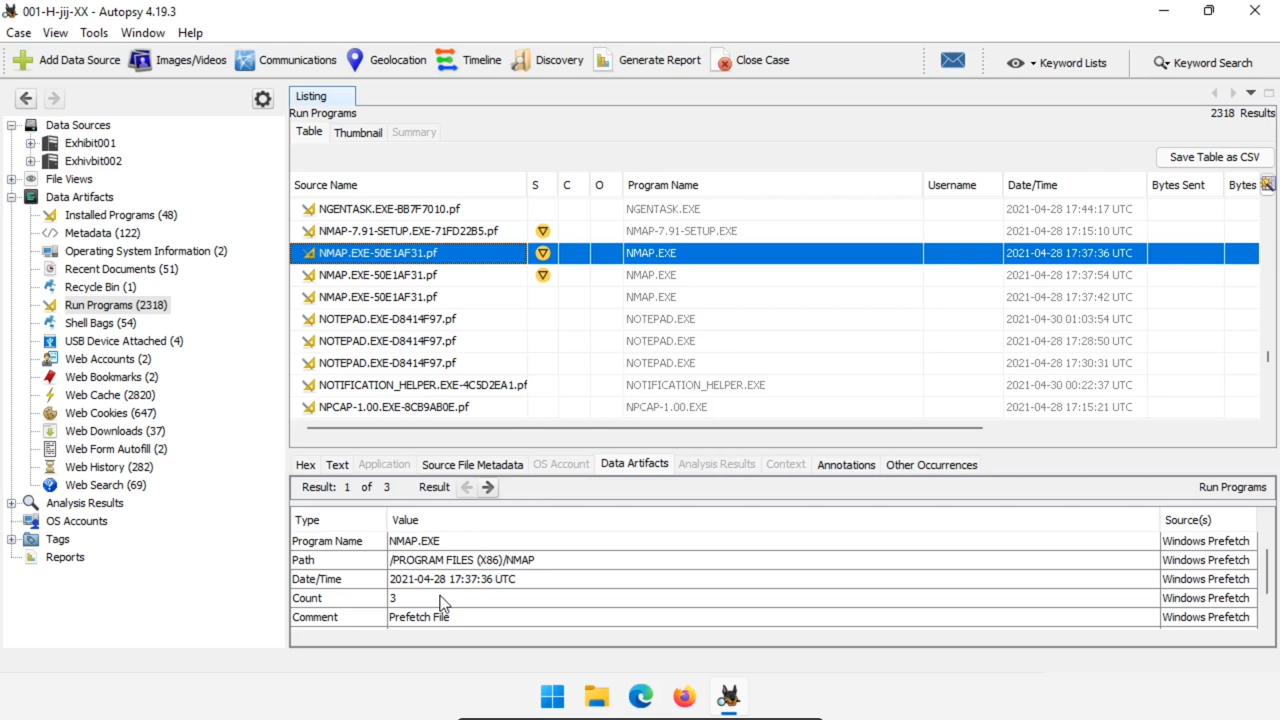 001-H-jij-XX - Autopsy 4.19.3
Case View Tools Window Help
Add Data Source Images/Videos Communications Geolocation Timeline Discovery Generate Report Close Case Keyword Lists Keyword Search
Data Sources
Exhibit001
Exhivbit002
File Views
Data Artifacts
Installed Programs (48)
Metadata (122)
Operating System Information (2)
Recent Documents (51)
Recycle Bin (1)
Run Programs (2318)
Shell Bags (54)
USB Device Attached (4)
Web Accounts (2)
Web Bookmarks (2)
Web Cache (2820)
Web Cookies (647)
Web Downloads (37)
Web Form Autofill (2)
Web History (282)
Web Search (69)
Analysis Results
OS Accounts
Tags
Reports
Listing
Run Programs 2318 Results
Table Thumbnail Summary
Save Table as CSV
Source Name S C O Program Name Username Date/Time Bytes Sent Bytes
NGENTASK.EXE-BB7F7010.pf NGENTASK.EXE 2021-04-28 17:44:17 UTC
NMAP-7.91-SETUP.EXE-71FD22B5.pf NMAP-7.91-SETUP.EXE 2021-04-28 17:15:10 UTC
NMAP.EXE-50E1AF31.pf NMAP.EXE 2021-04-28 17:37:36 UTC
NMAP.EXE-50E1AF31.pf NMAP.EXE 2021-04-28 17:37:54 UTC
NMAP.EXE-50E1AF31.pf NMAP.EXE 2021-04-28 17:37:42 UTC
NOTEPAD.EXE-D8414F97.pf NOTEPAD.EXE 2021-04-30 01:03:54 UTC
NOTEPAD.EXE-D8414F97.pf NOTEPAD.EXE 2021-04-28 17:28:50 UTC
NOTEPAD.EXE-D8414F97.pf NOTEPAD.EXE 2021-04-28 17:30:31 UTC
NOTIFICATION_HELPER.EXE-4C5D2EA1.pf NOTIFICATION_HELPER.EXE 2021-04-30 00:22:37 UTC
NPCAP-1.00.EXE-8CB9AB0E.pf NPCAP-1.00.EXE 2021-04-28 17:15:21 UTC
Hex Text Application Source File Metadata OS Account Data Artifacts Analysis Results Context Annotations Other Occurrences
Result: 1 of 3 Result Run Programs
Type Value Source(s)
Program Name NMAP.EXE Windows Prefetch
Path /PROGRAM FILES (X86)/NMAP Windows Prefetch
Date/Time 2021-04-28 17:37:36 UTC Windows Prefetch
Count 3 Windows Prefetch
Comment Prefetch File Windows Prefetch